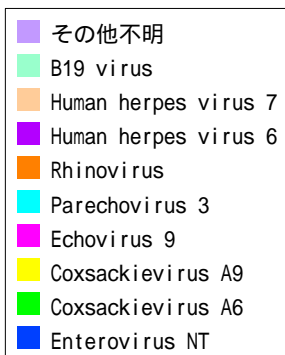 その他不明
B19 virus
Human herpes virus 7
Human herpes virus 6
Rhinovirus
Parechovirus 3
Echovirus 9
Coxsackievirus A9
Coxsackievirus A6
Enterovirus NT